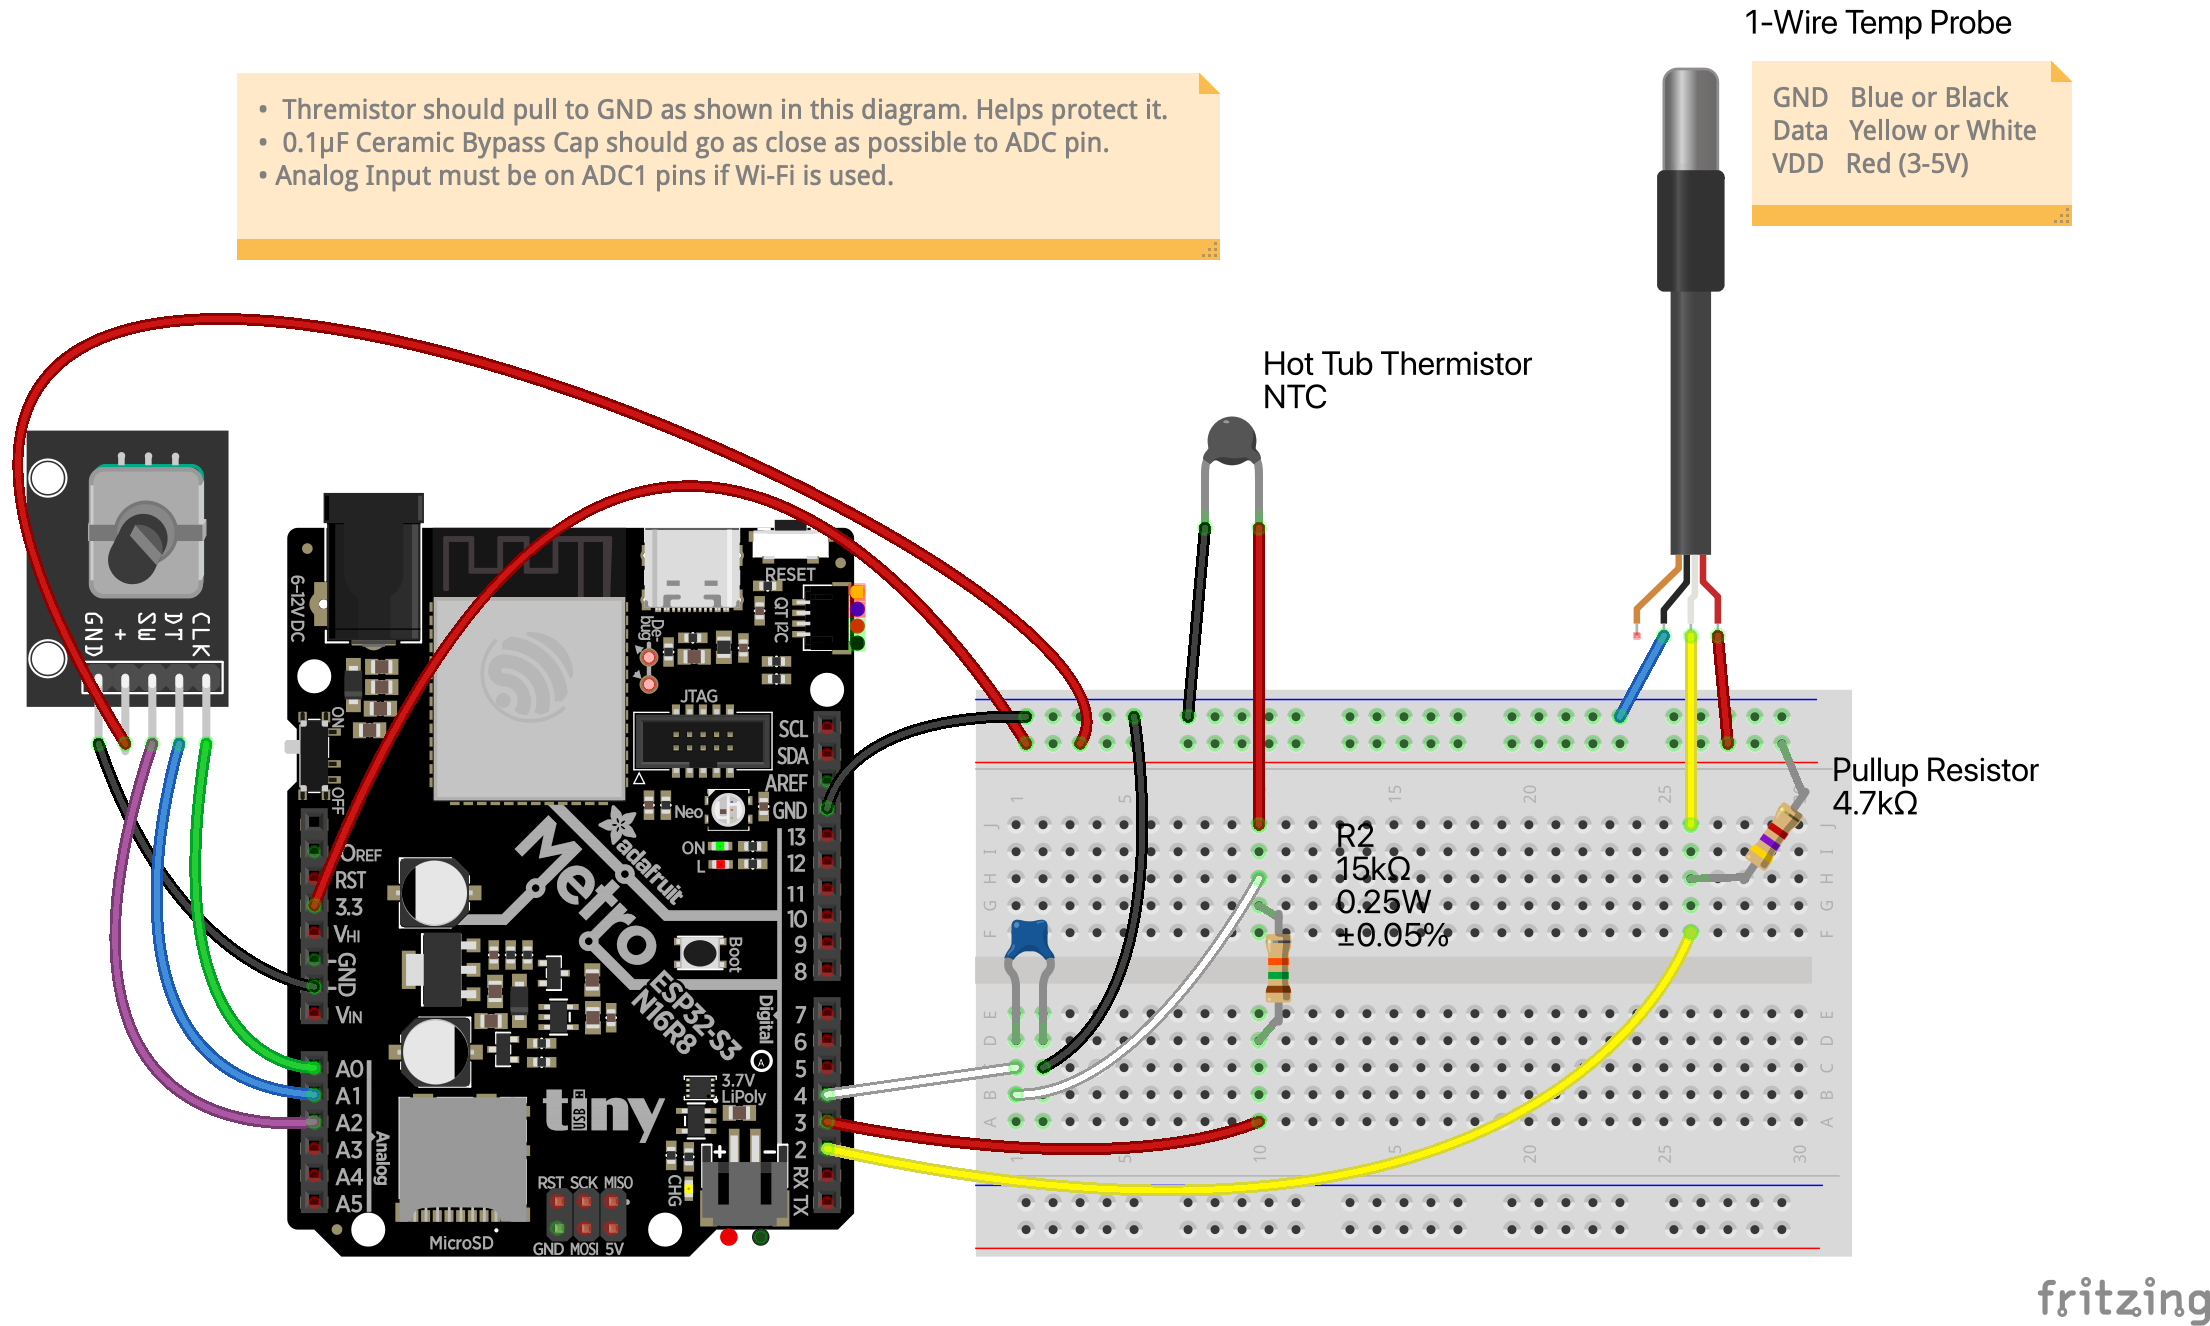 1-Wire Temp Probe
• Thremistor should pull to GND as shown in this diagram. Helps protect it.
• 0.1µF Ceramic Bypass Cap should go as close as possible to ADC pin.
• Analog Input must be on ADC1 pins if Wi-Fi is used.
GND Blue or Black
Data Yellow or White
VDD Red (3-5V)
Hot Tub Thermistor
NTC
GND
+
SW
DT
CLK
6-12V DC
RESET
QT I2C
De-
bug
JTAG
ON
OFF
SCL
SDA
AREF
GND
13
12
11
10
9
8
7
6
5
4
3
2
RX
TX
Neo
ON
L
OREF
RST
3.3
VHI
GND
VIN
A0
A1
A2
A3
A4
A5
Analog
Digital
adafruit
Metro
ESP32-S3
N16R8
Boot
A
3.7V
LiPoly
tiny
USB
+ -
CHG
RST SCK MISO
GND MOSI 5V
MicroSD
Pullup Resistor
4.7kΩ
R2
15kΩ
0.25W
±0.05%
1 5 15 20 25
J J
I I
H H
G G
F F
E E
D D
C C
B B
A A
1 5 10 15 20 25 30
fritzing